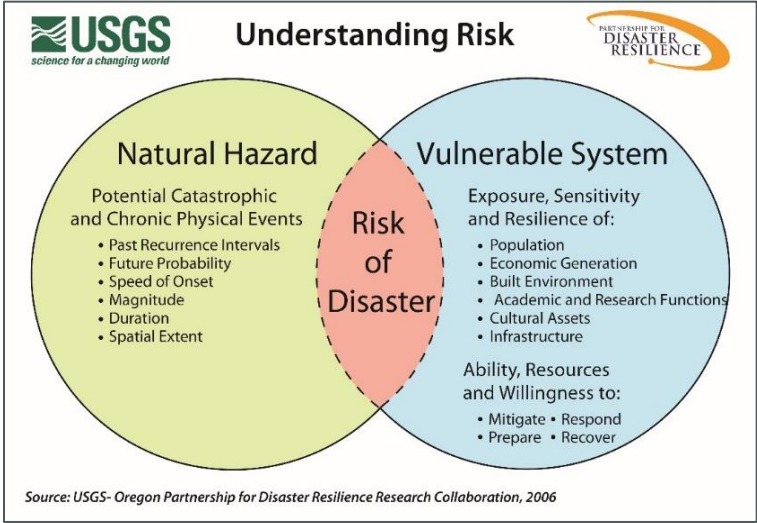 USGS
science for a changing world
Understanding Risk
PARTNERSHIP FOR
DISASTER
RESILIENCE
Natural Hazard
Potential Catastrophic
and Chronic Physical Events
• Past Recurrence Intervals
• Future Probability
• Speed of Onset
• Magnitude
• Duration
• Spatial Extent
Risk
of
Disaster
Vulnerable System
Exposure, Sensitivity
and Resilience of:
• Population
• Economic Generation
• Built Environment
• Academic and Research Functions
• Cultural Assets
• Infrastructure
Ability, Resources
and Willingness to:
• Mitigate • Respond
• Prepare • Recover
Source: USGS- Oregon Partnership for Disaster Resilience Research Collaboration, 2006